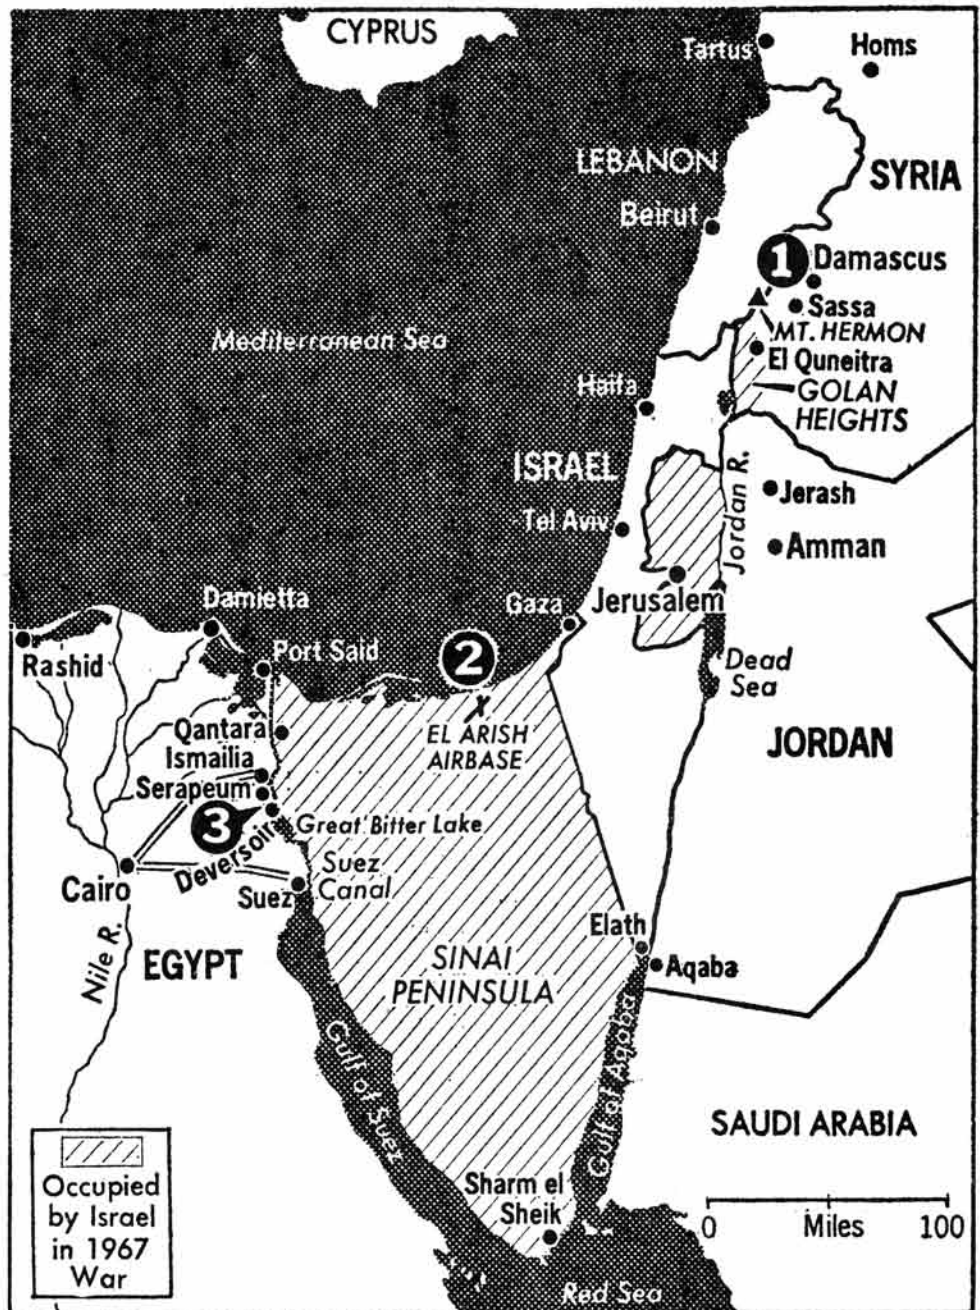 CYPRUS
Tartus
Homs
LEBANON
SYRIA
Beirut
1
Damascus
Sassa
MT. HERMON
Mediterranean Sea
El Quneitra
Haifa
GOLAN
HEIGHTS
ISRAEL
Jordan R.
Jerash
Tel Aviv
Amman
Damietta
Gaza
Jerusalem
Rashid
Port Said
2
Dead
Sea
Qantara
EL ARISH
AIRBASE
JORDAN
Ismailia
Serapeum
3
Great Bitter Lake
Deversoir
Cairo
Suez
Canal
Suez
Nile R.
EGYPT
SINAI
PENINSULA
Elath
Aqaba
Gulf of Suez
Gulf of Aqaba
SAUDI ARABIA
Occupied
by Israel
in 1967
War
Sharm el
Sheik
0 Miles 100
Red Sea